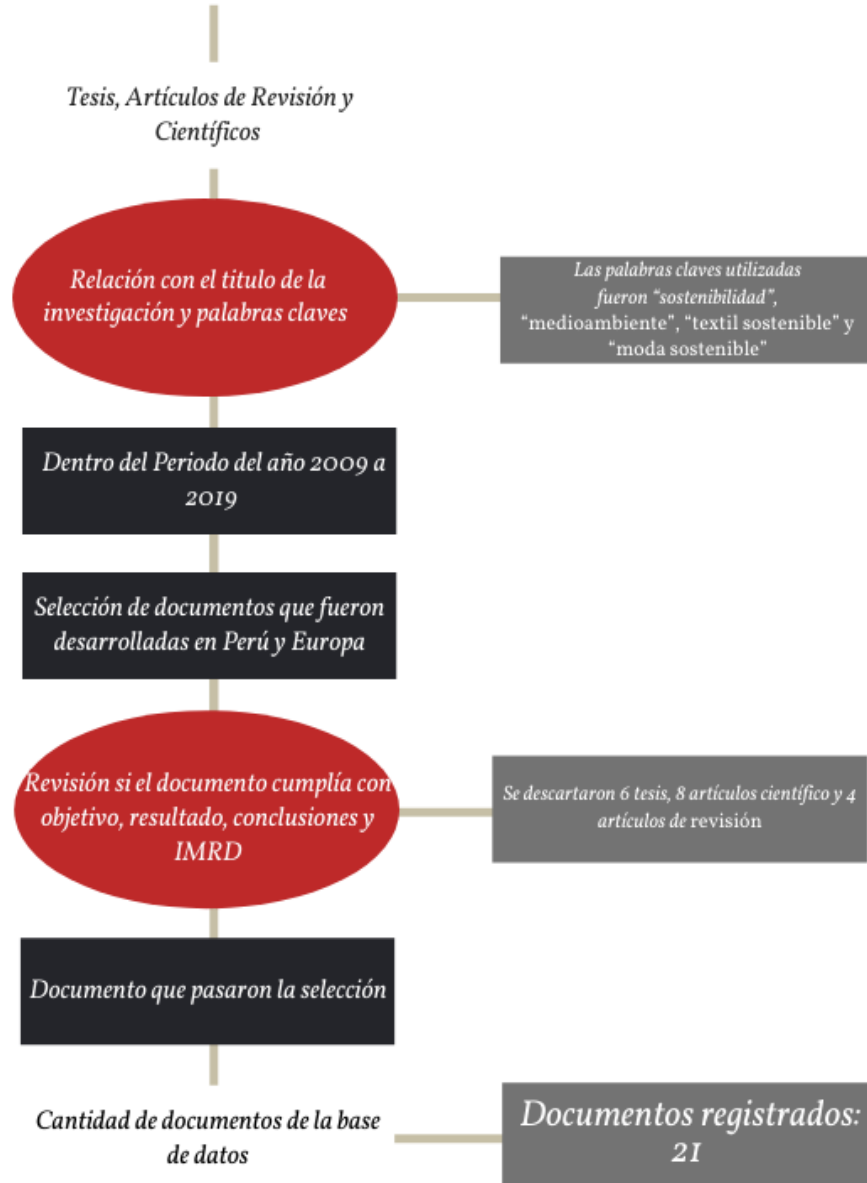 Tesis, Artículos de Revisión y
Científicos
Relación con el titulo de la
investigación y palabras claves
Las palabras claves utilizadas
fueron “sostenibilidad”,
“medioambiente”, “textil sostenible” y
“moda sostenible”
Dentro del Periodo del año 2009 a
2019
Selección de documentos que fueron
desarrolladas en Perú y Europa
Revisión si el documento cumplía con
objetivo, resultado, conclusiones y
IMRD
Se descartaron 6 tesis, 8 artículos científico y 4
artículos de revisión
Documento que pasaron la selección
Cantidad de documentos de la base
de datos
Documentos registrados:
21